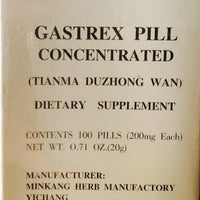 GASTREX PILL
CONCENTRATED
(TIANMA DUZHONG WAN)
DIETARY SUPPLEMENT
CONTENTS 100 PILLS (200mg Each)
NET WT. 0.71 OZ.(20g)
MANUFACTURER:
MINKANG HERB MANUFACTORY
YICHANG